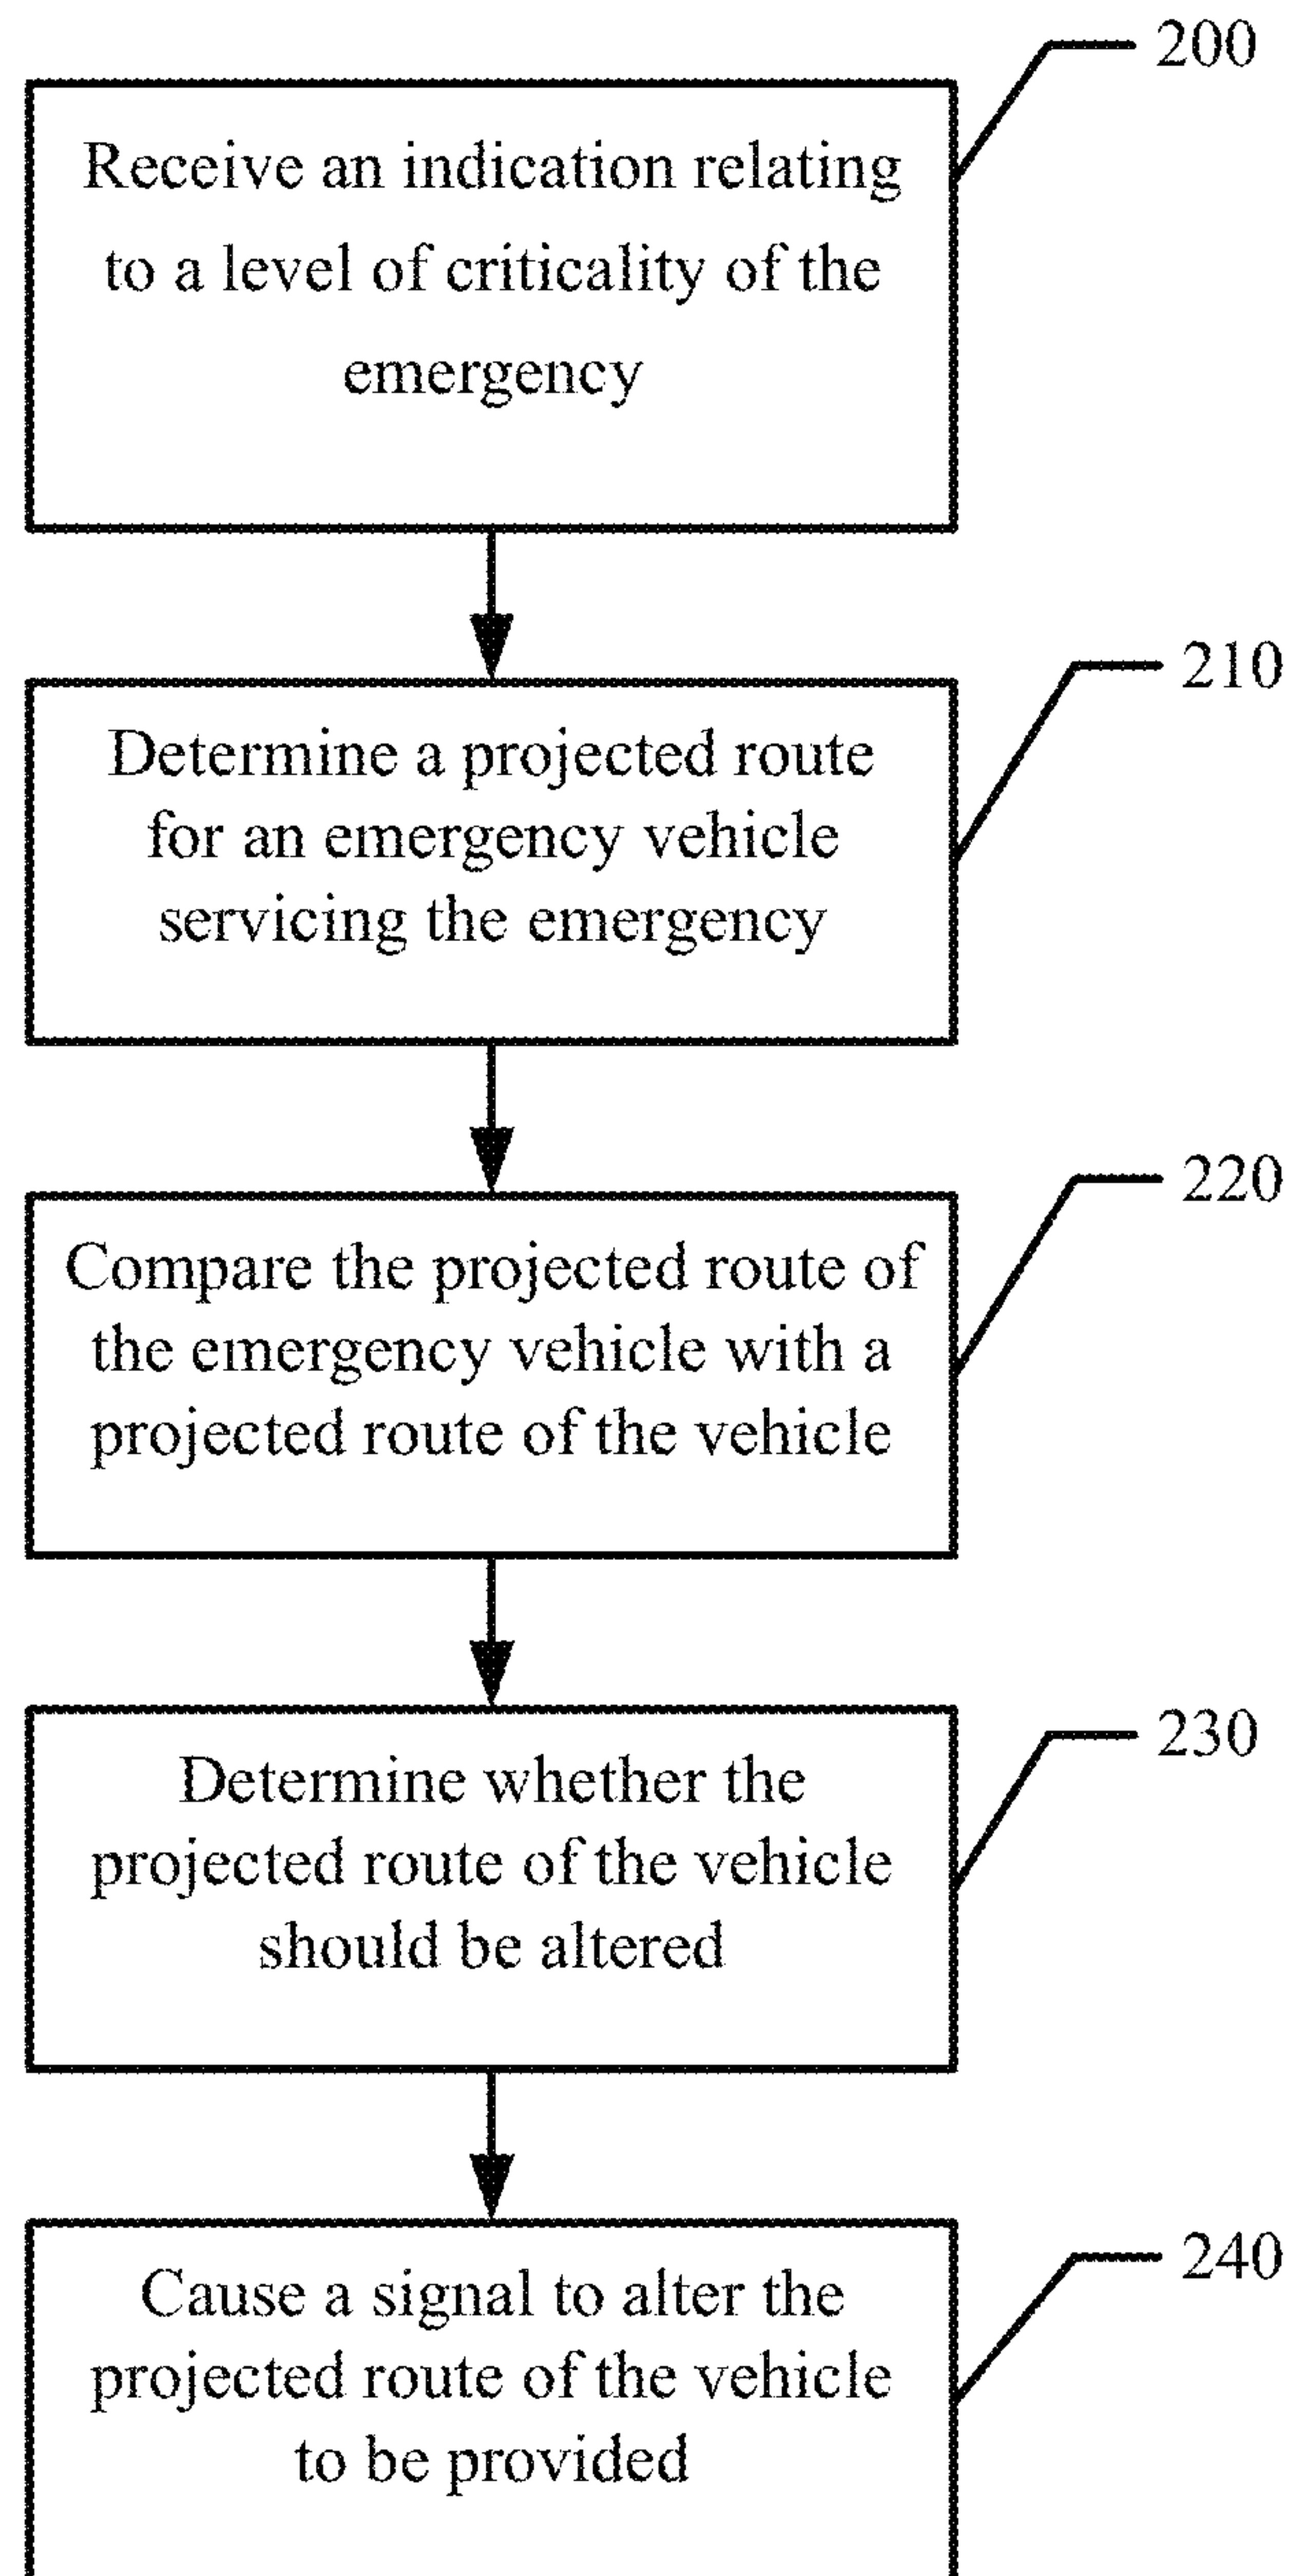 200
Receive an indication relating
to a level of criticality of the
emergency
210
Determine a projected route
for an emergency vehicle
servicing the emergency
220
Compare the projected route of
the emergency vehicle with a
projected route of the vehicle
230
Determine whether the
projected route of the vehicle
should be altered
240
Cause a signal to alter the
projected route of the vehicle
to be provided